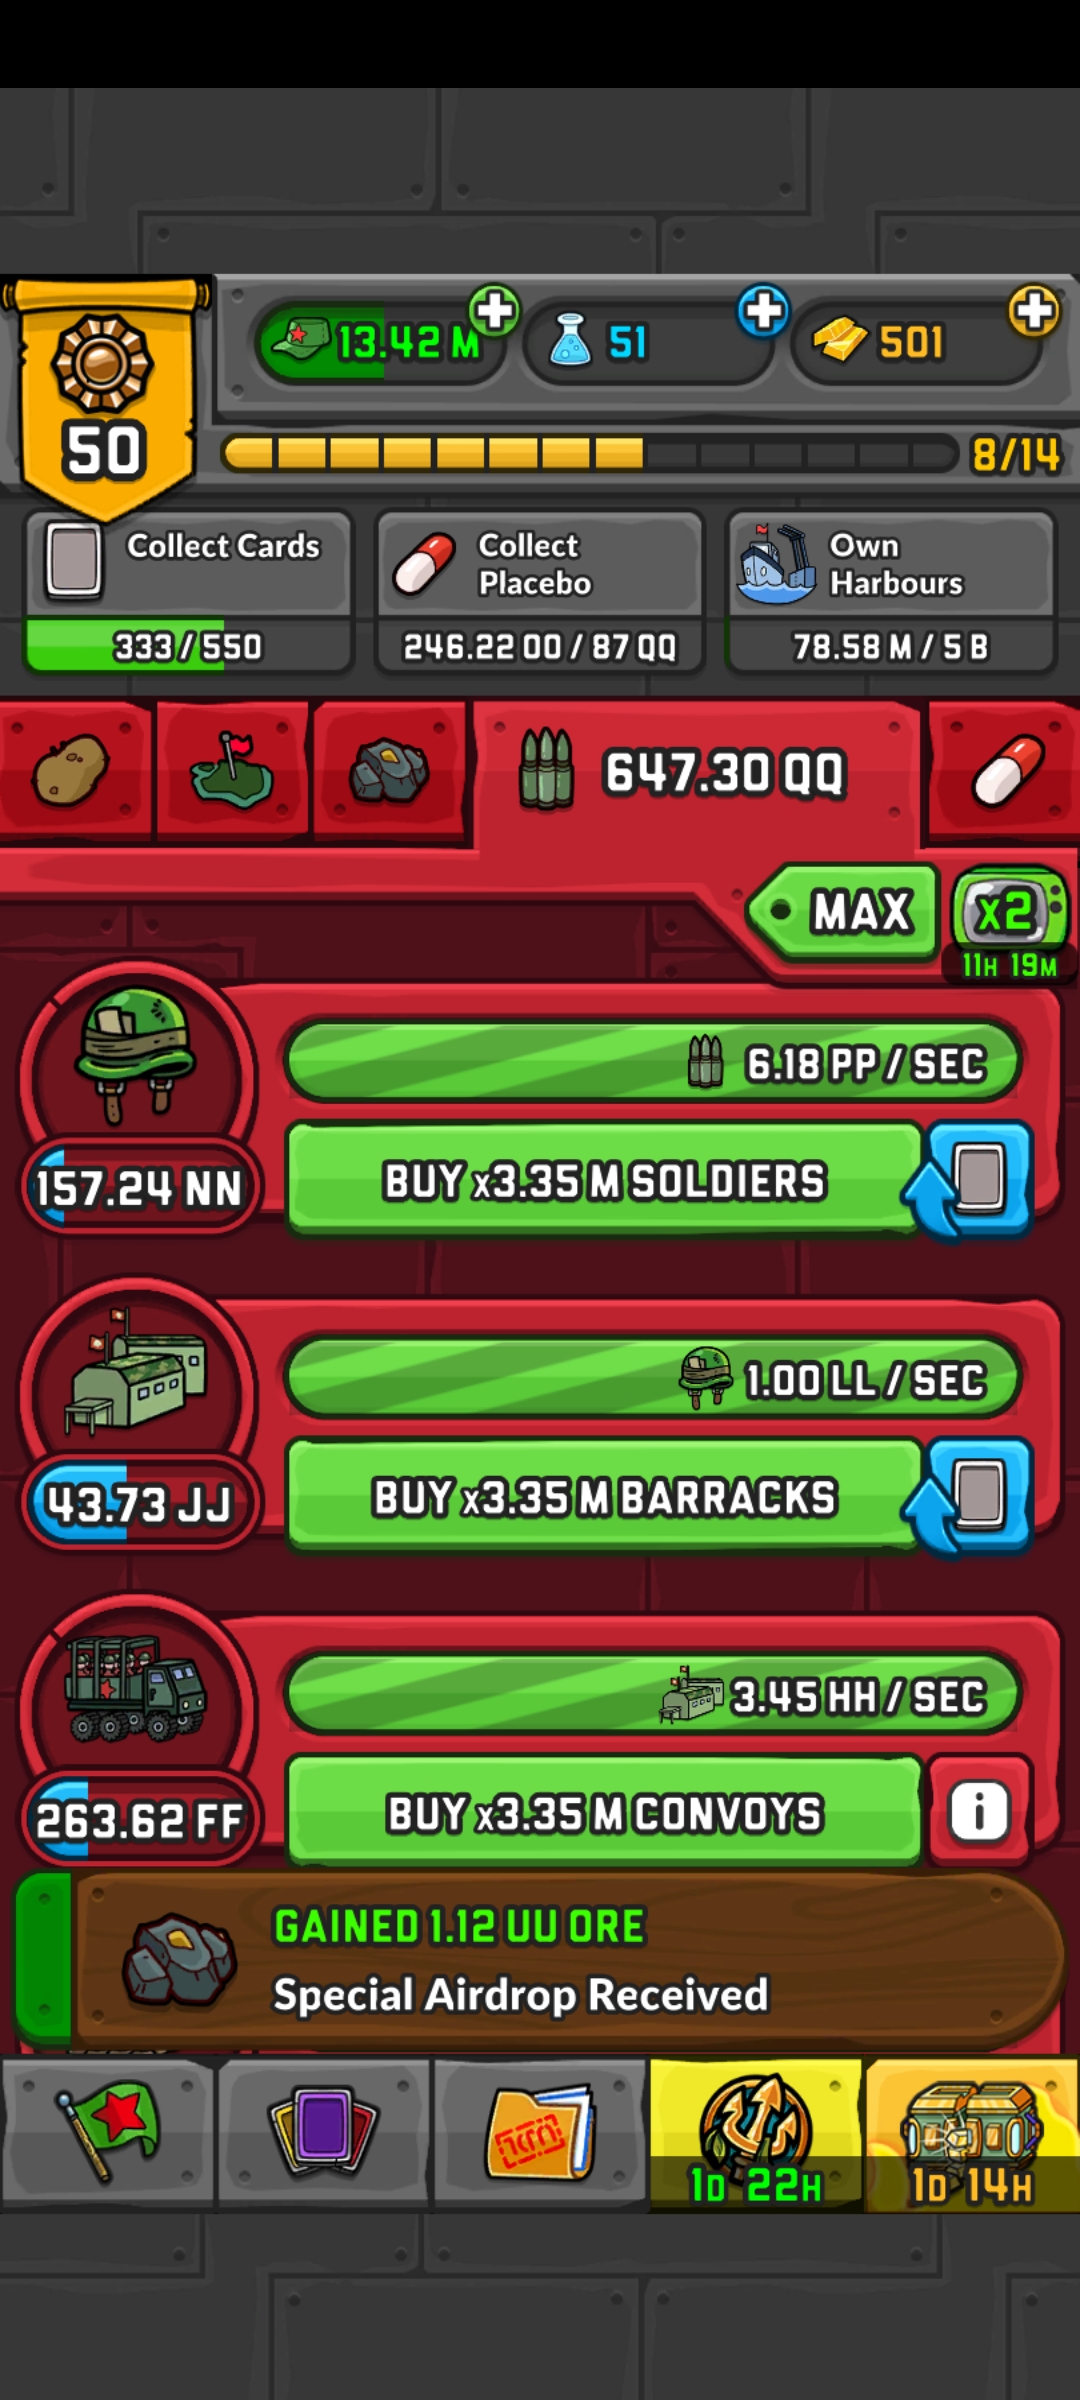 13.42 M
51
501
50
8/14
Collect Cards
333 / 550
Collect
Placebo
246.22 OO / 87 QQ
Own
Harbours
78.58 M / 5 B
647.30 QQ
MAX
x2
11H 19M
6.18 PP / SEC
157.24 NN
BUY x3.35 M SOLDIERS
1.00 LL / SEC
43.73 JJ
BUY x3.35 M BARRACKS
3.45 HH / SEC
263.62 FF
BUY x3.35 M CONVOYS
i
GAINED 1.12 UU ORE
Special Airdrop Received
1D 22H
1D 14H